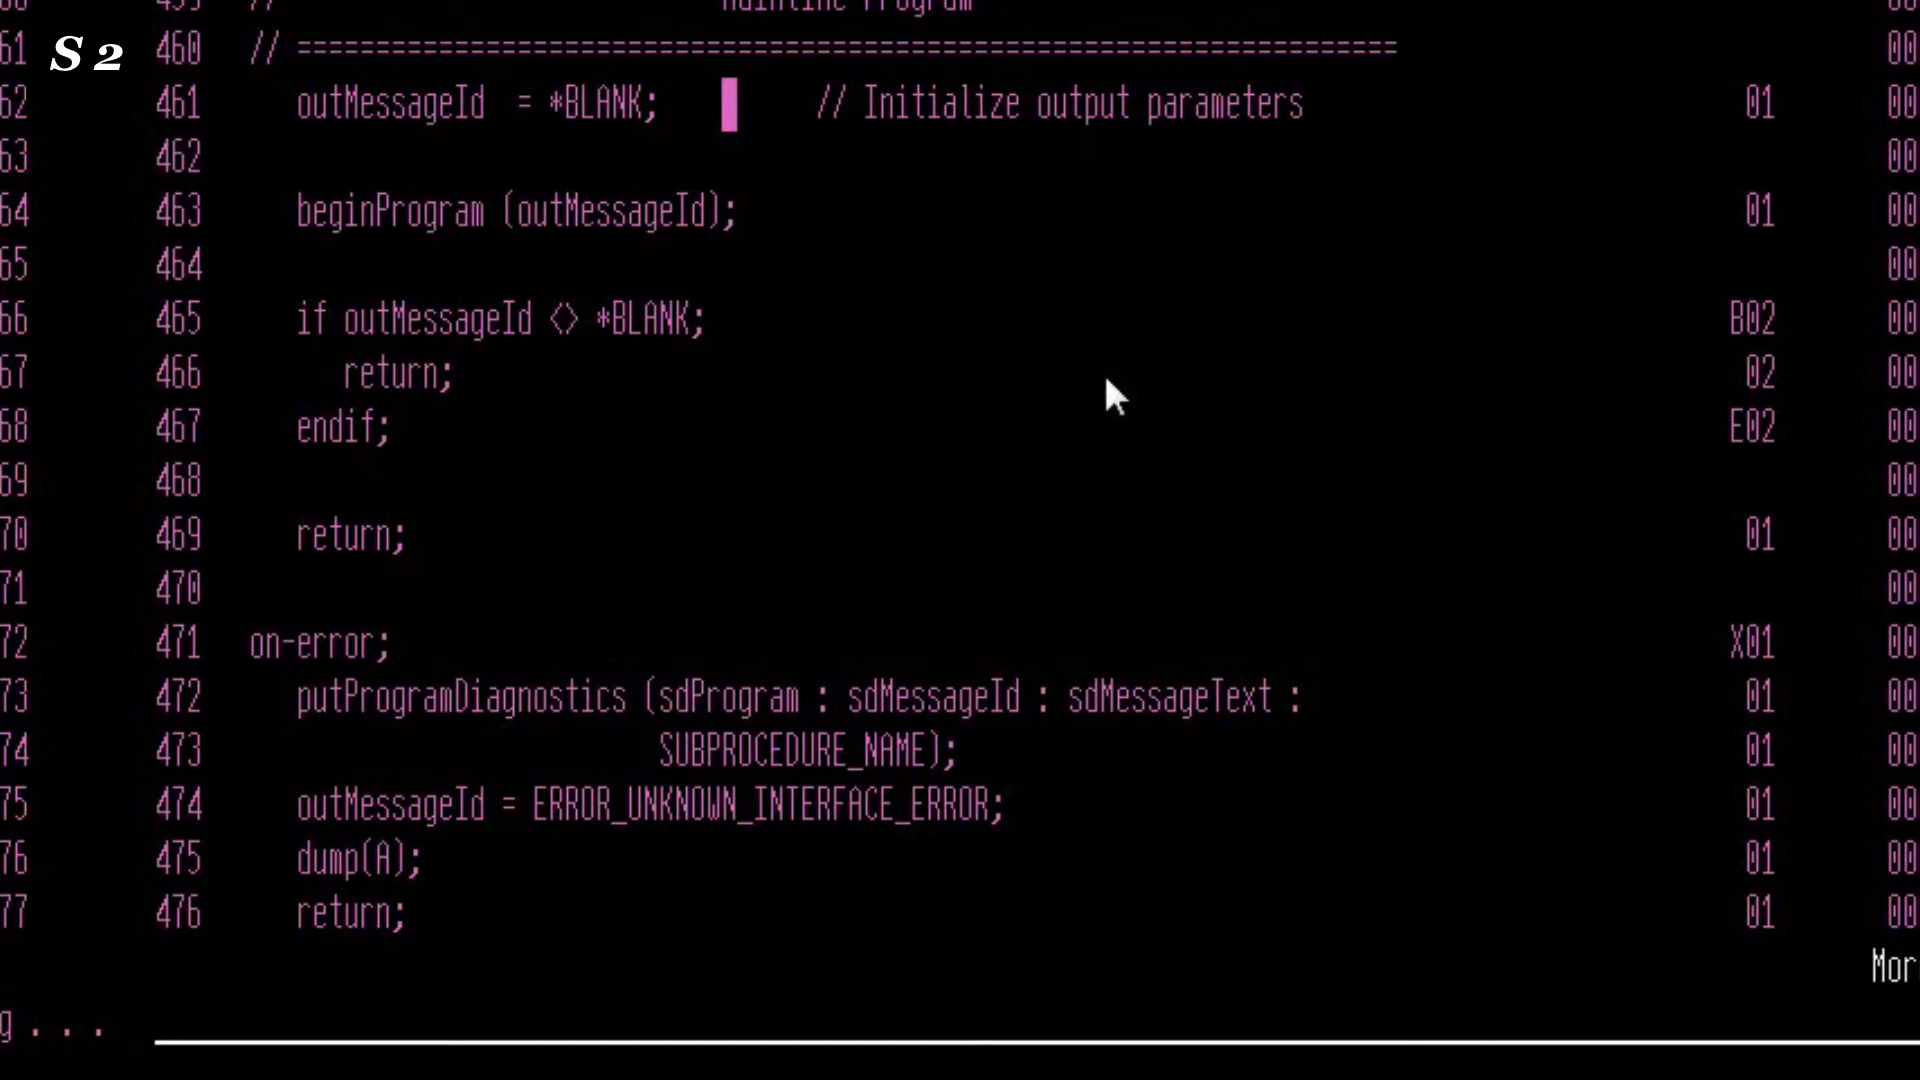 61 S 2 460 // ====================================================================== 00
62 461 outMessageId = *BLANK; // Initialize output parameters 01 00
63 462 00
64 463 beginProgram (outMessageId); 01 00
65 464 00
66 465 if outMessageId <> *BLANK; B02 00
67 466 return; 02 00
68 467 endif; E02 00
69 468 00
70 469 return; 01 00
71 470 00
72 471 on-error; X01 00
73 472 putProgramDiagnostics (sdProgram : sdMessageId : sdMessageText : 01 00
74 473 SUBPROCEDURE_NAME); 01 00
75 474 outMessageId = ERROR_UNKNOWN_INTERFACE_ERROR; 01 00
76 475 dump(A); 01 00
77 476 return; 01 00
Mor
g . . .